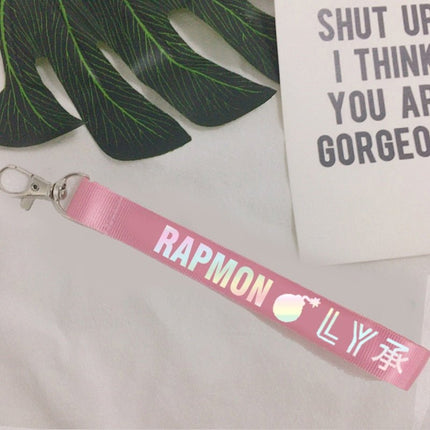 SHUT UP
I THINK
YOU AR
GORGEO
RAPMON LY承